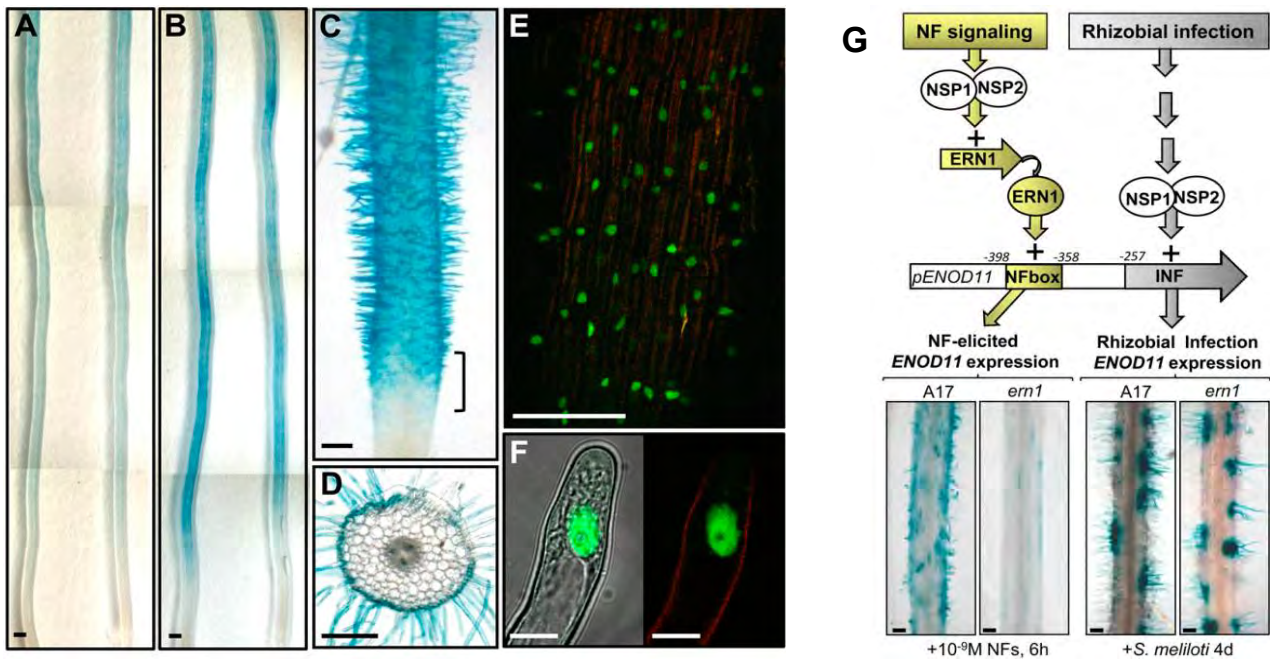 A
B
C
D
E
F
G
NF signaling
Rhizobial infection
NSP1 NSP2
+
ERN1
ERN1
NSP1 NSP2
+
+
-398 -358 -257
pENOD11 NFbox INF
NF-elicited
ENOD11 expression
Rhizobial Infection
ENOD11 expression
A17 ern1 A17 ern1
+10⁻⁹M NFs, 6h
+S. meliloti 4d